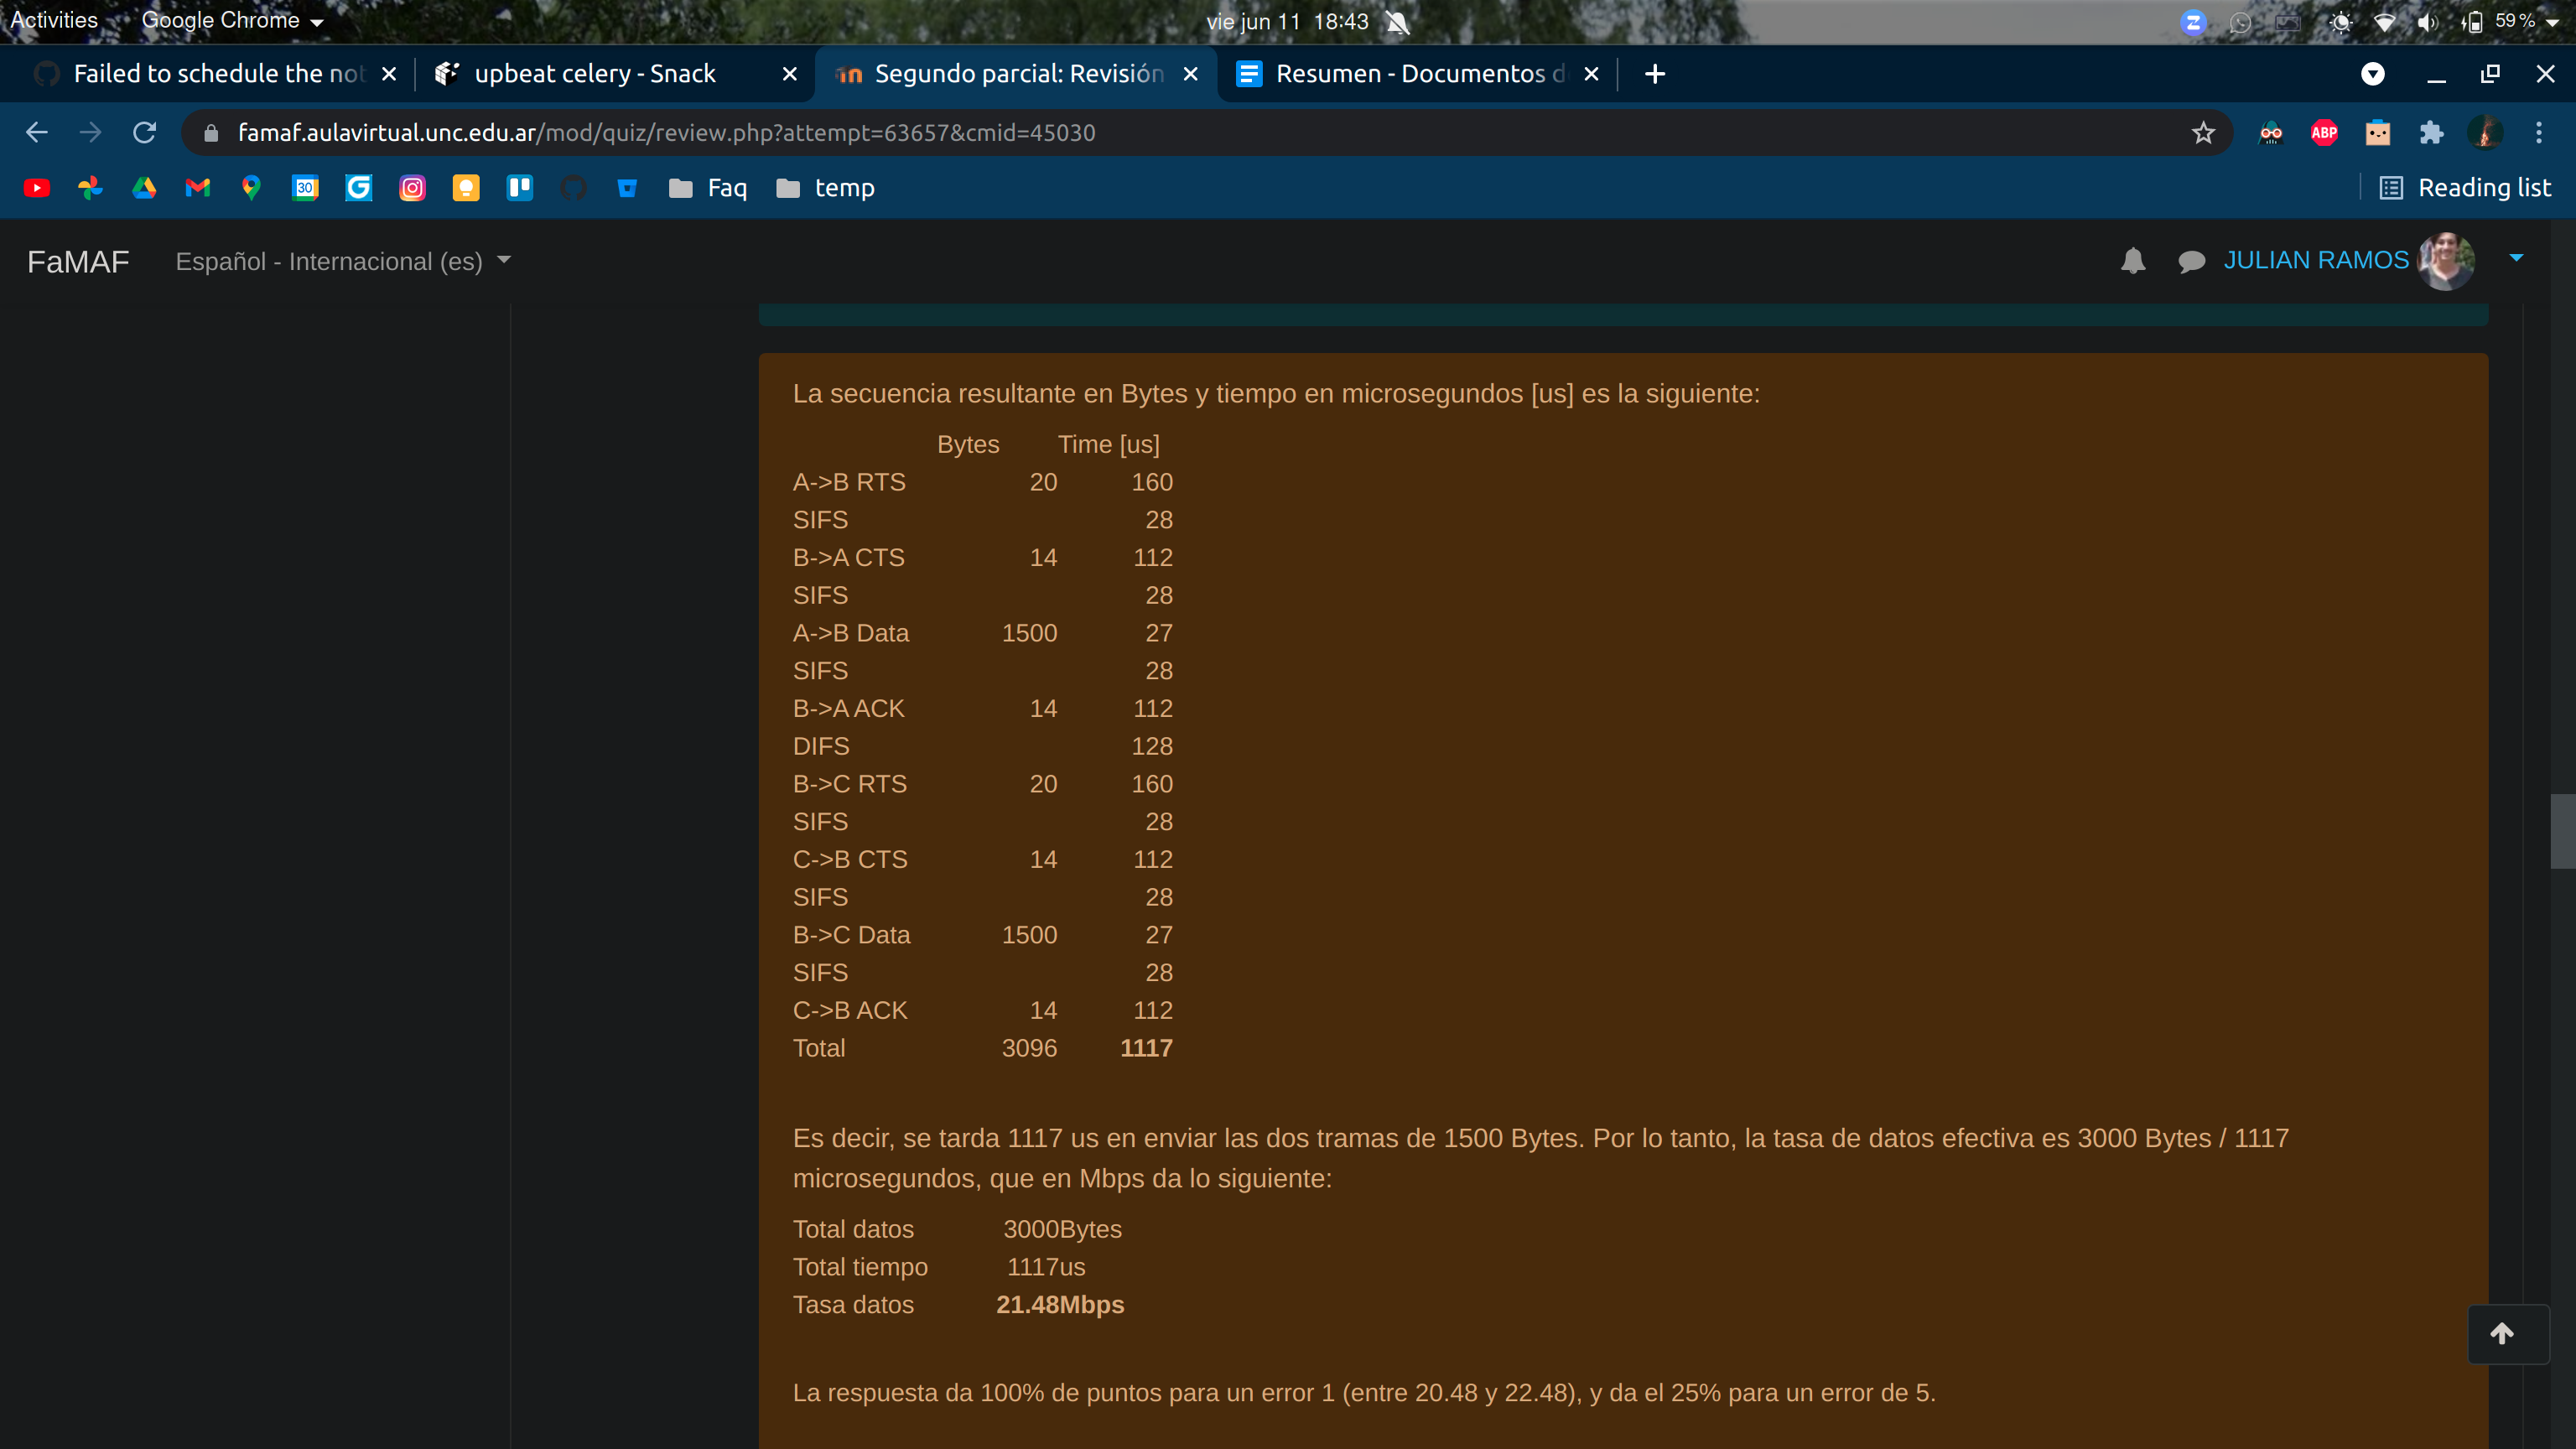 Activities Google Chrome vie jun 11 18:43 59 %
Failed to schedule the not upbeat celery - Snack Segundo parcial: Revisión Resumen - Documentos d
famaf.aulavirtual.unc.edu.ar/mod/quiz/review.php?attempt=63657&cmid=45030 ABP
30 Faq temp Reading list
FaMAF Español - Internacional (es) JULIAN RAMOS
La secuencia resultante en Bytes y tiempo en microsegundos [us] es la siguiente:
Bytes Time [us]
A->B RTS 20 160
SIFS 28
B->A CTS 14 112
SIFS 28
A->B Data 1500 27
SIFS 28
B->A ACK 14 112
DIFS 128
B->C RTS 20 160
SIFS 28
C->B CTS 14 112
SIFS 28
B->C Data 1500 27
SIFS 28
C->B ACK 14 112
Total 3096 1117
Es decir, se tarda 1117 us en enviar las dos tramas de 1500 Bytes. Por lo tanto, la tasa de datos efectiva es 3000 Bytes / 1117
microsegundos, que en Mbps da lo siguiente:
Total datos 3000Bytes
Total tiempo 1117us
Tasa datos 21.48Mbps
La respuesta da 100% de puntos para un error 1 (entre 20.48 y 22.48), y da el 25% para un error de 5.